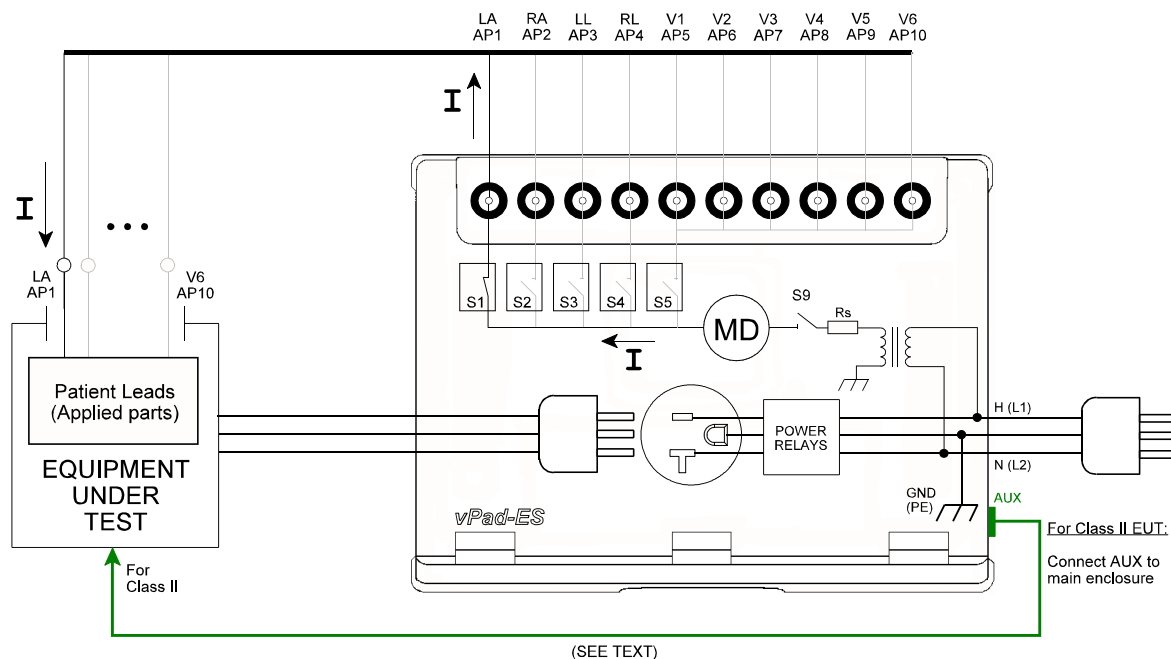 LA RA LL RL V1 V2 V3 V4 V5 V6
AP1 AP2 AP3 AP4 AP5 AP6 AP7 AP8 AP9 AP10
I
I
LA
AP1
V6
AP10
S1 S2 S3 S4 S5
MD
S9
Rs
I
Patient Leads
(Applied parts)
EQUIPMENT
UNDER
TEST
POWER
RELAYS
H (L1)
N (L2)
GND
(PE)
AUX
vPad-ES
For Class II EUT:
Connect AUX to
main enclosure
For
Class II
(SEE TEXT)